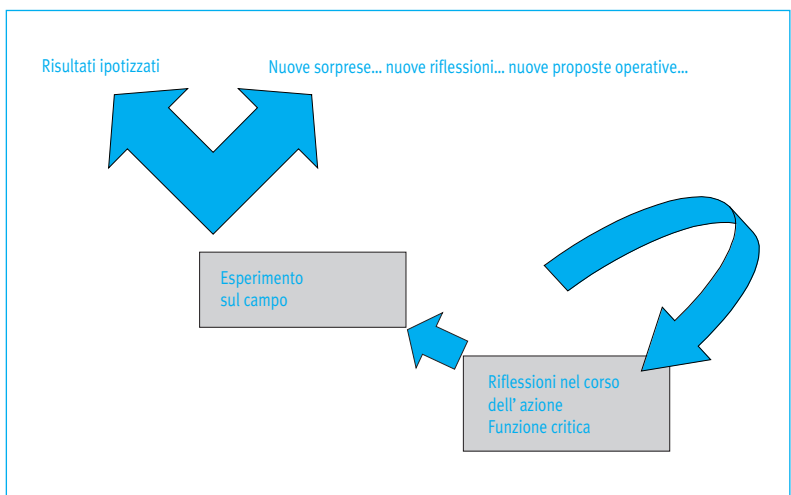 Risultati ipotizzati
Nuove sorprese... nuove riflessioni... nuove proposte operative...
Esperimento
sul campo
Riflessioni nel corso
dell' azione
Funzione critica